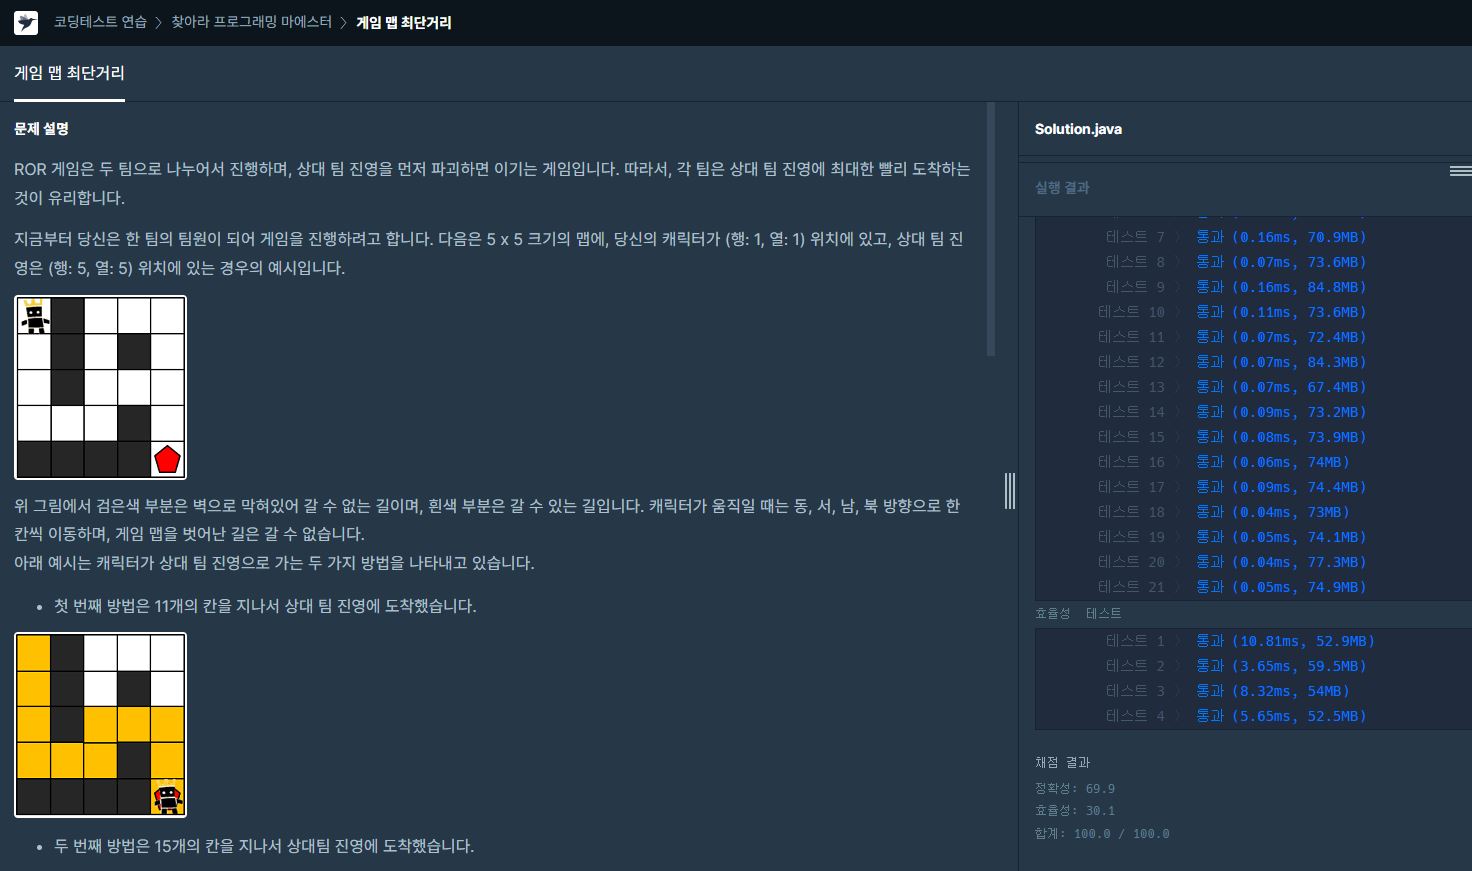 코딩테스트 연습 > 찾아라 프로그래밍 마에스터 > 게임 맵 최단거리
게임 맵 최단거리
문제 설명
ROR 게임은 두 팀으로 나누어서 진행하며, 상대 팀 진영을 먼저 파괴하면 이기는 게임입니다. 따라서, 각 팀은 상대 팀 진영에 최대한 빨리 도착하는
것이 유리합니다.
지금부터 당신은 한 팀의 팀원이 되어 게임을 진행하려고 합니다. 다음은 5 x 5 크기의 맵에, 당신의 캐릭터가 (행: 1, 열: 1) 위치에 있고, 상대 팀 진
영은 (행: 5, 열: 5) 위치에 있는 경우의 예시입니다.
위 그림에서 검은색 부분은 벽으로 막혀있어 갈 수 없는 길이며, 흰색 부분은 갈 수 있는 길입니다. 캐릭터가 움직일 때는 동, 서, 남, 북 방향으로 한
칸씩 이동하며, 게임 맵을 벗어난 길은 갈 수 없습니다.
아래 예시는 캐릭터가 상대 팀 진영으로 가는 두 가지 방법을 나타내고 있습니다.
• 첫 번째 방법은 11개의 칸을 지나서 상대 팀 진영에 도착했습니다.
• 두 번째 방법은 15개의 칸을 지나서 상대팀 진영에 도착했습니다.
Solution.java
실행 결과
테스트 7 > 통과 (0.16ms, 70.9MB)
테스트 8 > 통과 (0.07ms, 73.6MB)
테스트 9 > 통과 (0.16ms, 84.8MB)
테스트 10 > 통과 (0.11ms, 73.6MB)
테스트 11 > 통과 (0.07ms, 72.4MB)
테스트 12 > 통과 (0.07ms, 84.3MB)
테스트 13 > 통과 (0.07ms, 67.4MB)
테스트 14 > 통과 (0.09ms, 73.2MB)
테스트 15 > 통과 (0.08ms, 73.9MB)
테스트 16 > 통과 (0.06ms, 74MB)
테스트 17 > 통과 (0.09ms, 74.4MB)
테스트 18 > 통과 (0.04ms, 73MB)
테스트 19 > 통과 (0.05ms, 74.1MB)
테스트 20 > 통과 (0.04ms, 77.3MB)
테스트 21 > 통과 (0.05ms, 74.9MB)
효율성 테스트
테스트 1 > 통과 (10.81ms, 52.9MB)
테스트 2 > 통과 (3.65ms, 59.5MB)
테스트 3 > 통과 (8.32ms, 54MB)
테스트 4 > 통과 (5.65ms, 52.5MB)
채점 결과
정확성: 69.9
효율성: 30.1
합계: 100.0 / 100.0